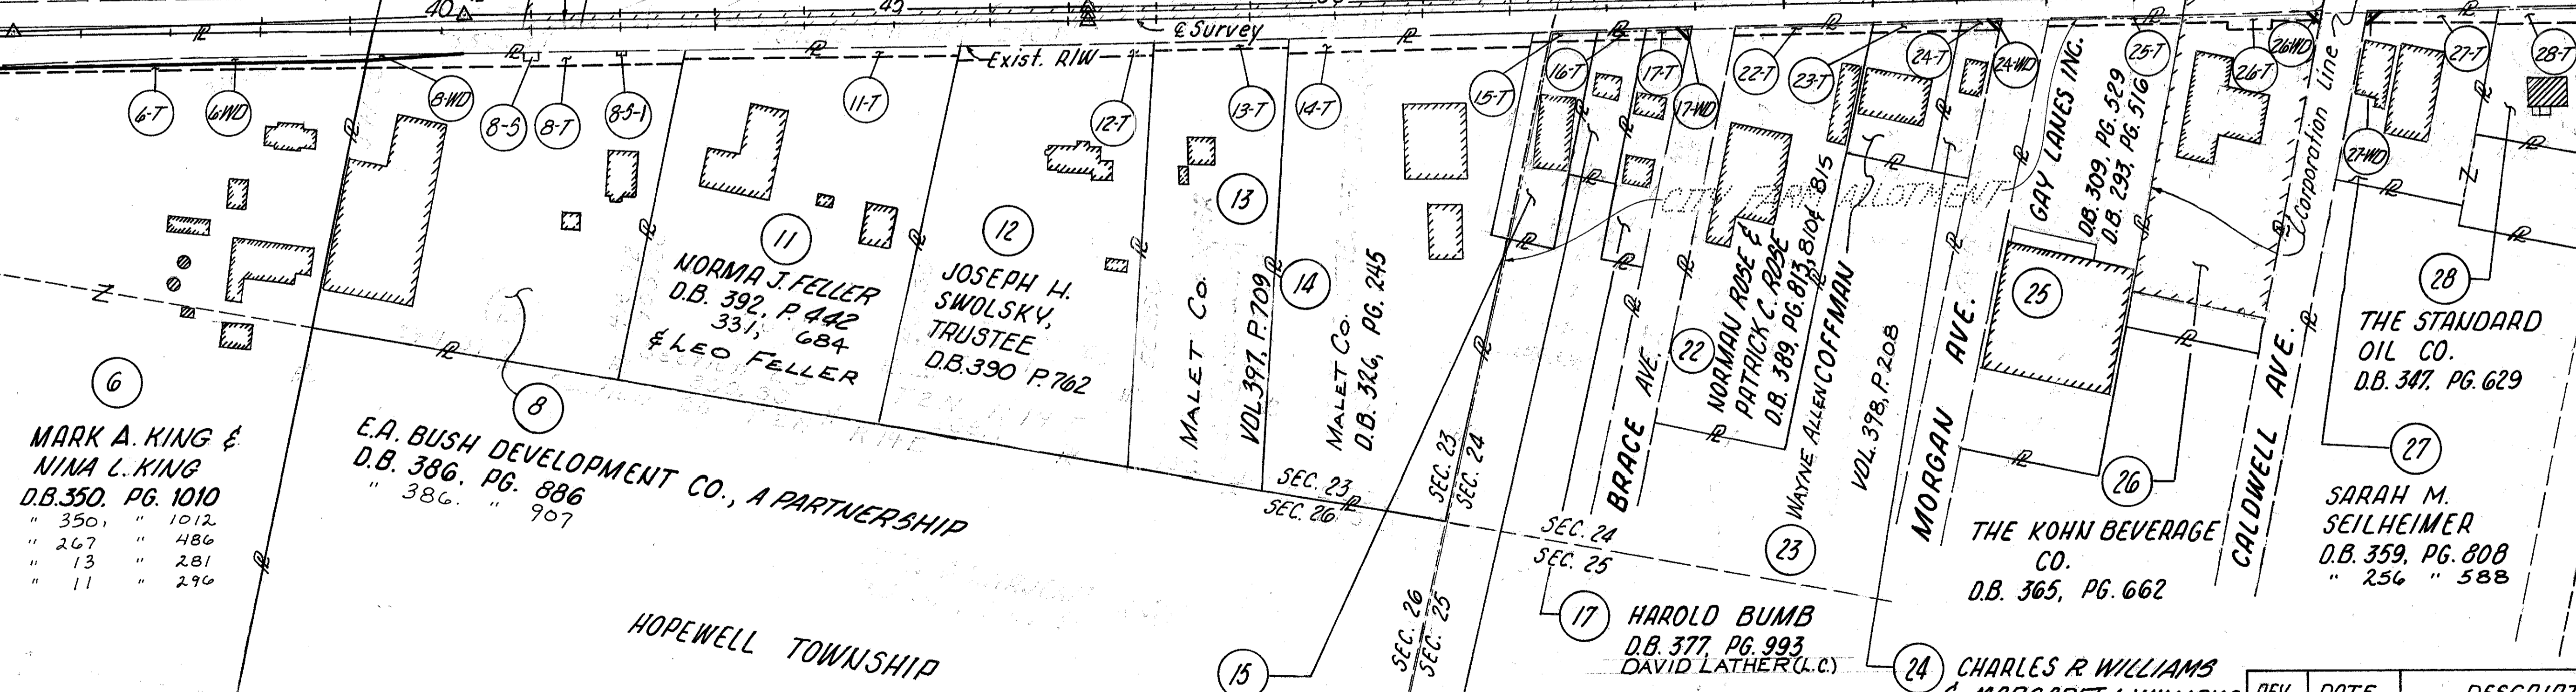 40
45
℄ Survey
Exist. R/W
6-T
6-WD
8-WD
8-S
8-T
8-S-1
11-T
12-T
13-T
14-T
15-T
16-T
17-T
17-WD
22-T
23-T
24-T
24-WD
25-T
26-T
26-WD
27-T
27-WD
28-T
GAY LANES INC.
D.B. 309, PG. 529
D.B. 293, PG. 516
Corporation Line
CITY FARM ALLOTMENT
6
MARK A. KING &
NINA L. KING
D.B. 350. PG. 1010
" 350, " 1012
" 267 " 486
" 13 " 281
" 11 " 296
8
E.A. BUSH DEVELOPMENT CO., A PARTNERSHIP
D.B. 386. PG. 886
" 386. " 907
HOPEWELL TOWNSHIP
11
NORMA J. FELLER
D.B. 392, P. 442
331, 684
& LEO FELLER
12
JOSEPH H.
SWOLSKY,
TRUSTEE
D.B. 390 P. 762
13
MALET CO.
VOL 397, P. 709
14
MALET CO.
D.B. 326, PG. 245
SEC. 23
SEC. 26
SEC. 23
SEC. 24
SEC. 26
SEC. 25
SEC. 24
SEC. 25
15
17
HAROLD BUMB
D.B. 377, PG. 993
DAVID LATHER (L.C.)
BRACE AVE.
22
NORMAN ROSE &
PATRICK C. ROSE
D.B. 389, PG. 813, 810 & 815
23
WAYNE ALLEN COFFMAN
VOL. 398, P. 208
MORGAN AVE.
24
CHARLES R WILLIAMS
25
26
THE KOHN BEVERAGE
CO.
D.B. 365, PG. 662
CALDWELL AVE.
28
THE STANDARD
OIL CO.
D.B. 347, PG. 629
27
SARAH M.
SEILHEIMER
D.B. 359, PG. 808
" 256 " 588
REV. DATE